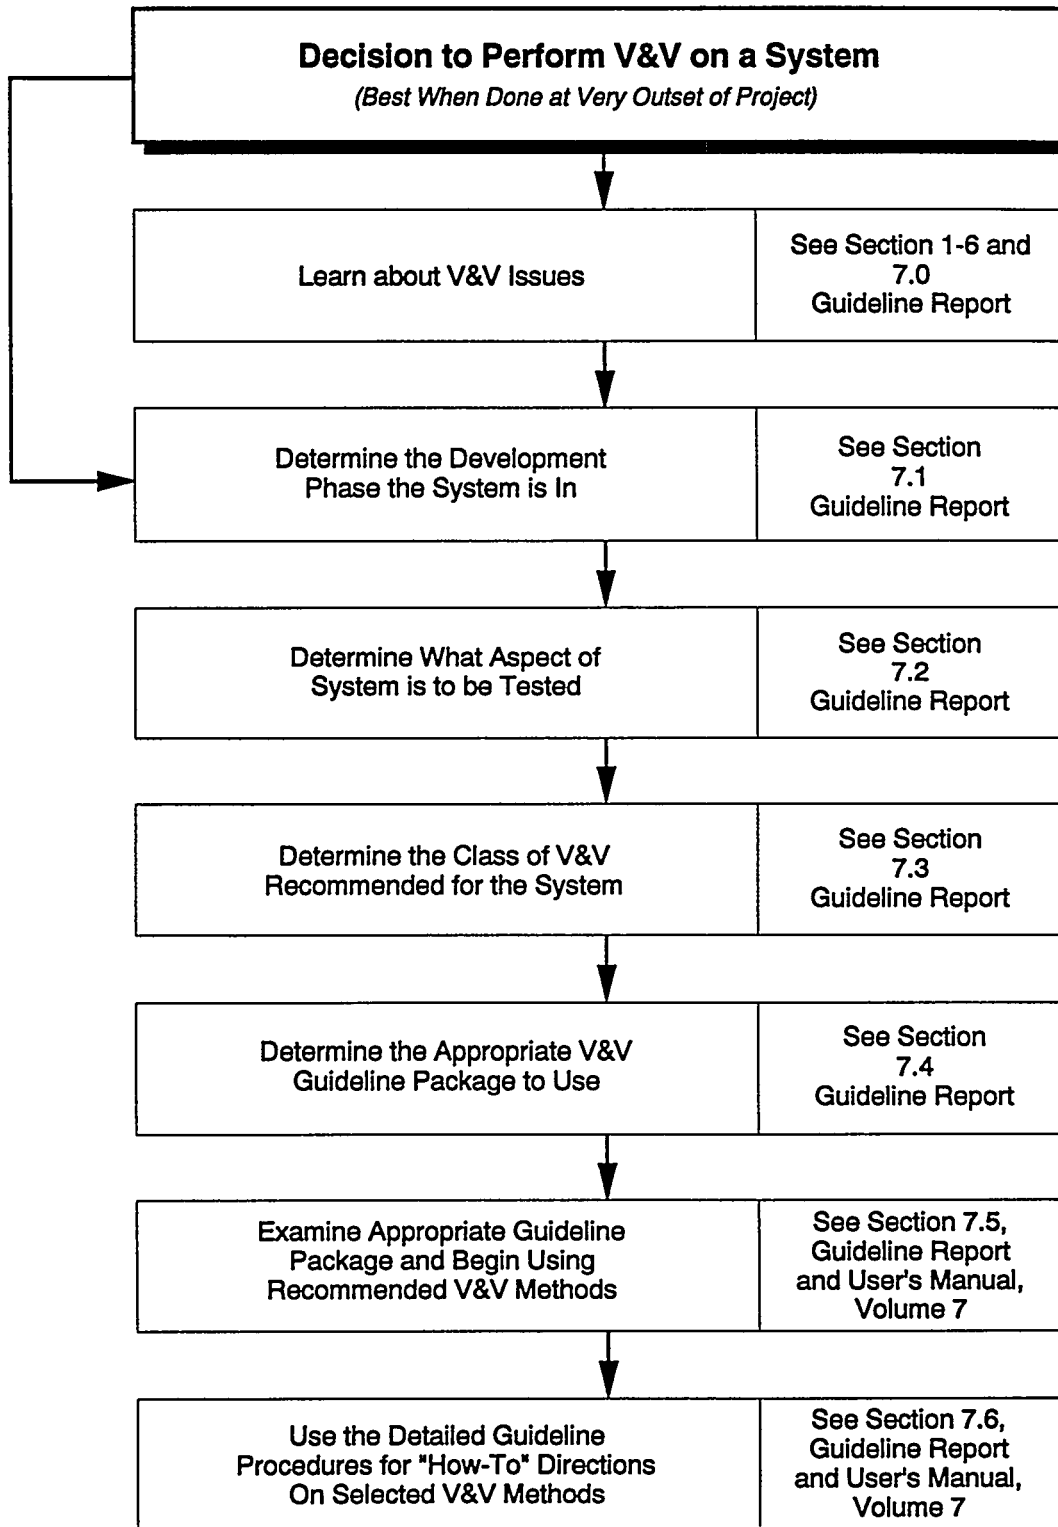 Decision to Perform V&V on a System
(Best When Done at Very Outset of Project)
Learn about V&V Issues
See Section 1-6 and
7.0
Guideline Report
Determine the Development
Phase the System is In
See Section
7.1
Guideline Report
Determine What Aspect of
System is to be Tested
See Section
7.2
Guideline Report
Determine the Class of V&V
Recommended for the System
See Section
7.3
Guideline Report
Determine the Appropriate V&V
Guideline Package to Use
See Section
7.4
Guideline Report
Examine Appropriate Guideline
Package and Begin Using
Recommended V&V Methods
See Section 7.5,
Guideline Report
and User's Manual,
Volume 7
Use the Detailed Guideline
Procedures for "How-To" Directions
On Selected V&V Methods
See Section 7.6,
Guideline Report
and User's Manual,
Volume 7